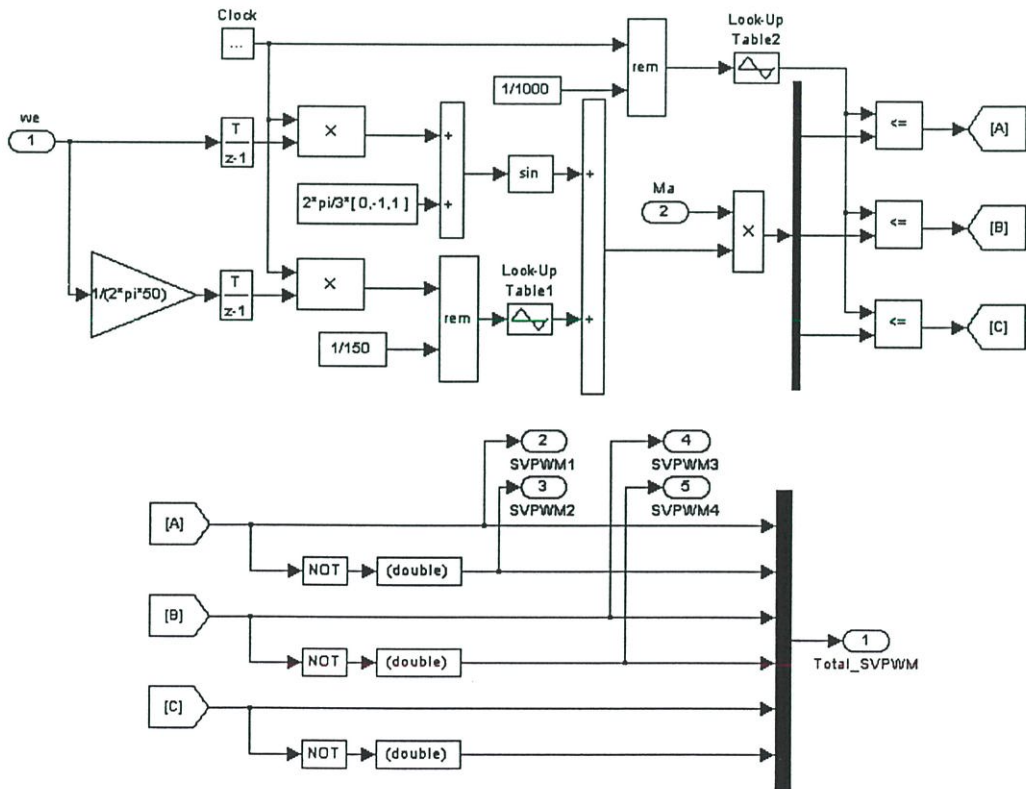 Clock
...
Look-Up
Table2
rem
1/1000
we
1
T
z-1
×
+
+
2*pi/3*[ 0,-1,1 ]
sin
+
+
Ma
2
×
<=
[A]
<=
[B]
<=
[C]
1/(2*pi*50)
T
z-1
×
1/150
rem
Look-Up
Table1
2
SVPWM1
3
SVPWM2
4
SVPWM3
5
SVPWM4
[A]
NOT
(double)
[B]
NOT
(double)
[C]
NOT
(double)
1
Total_SVPWM